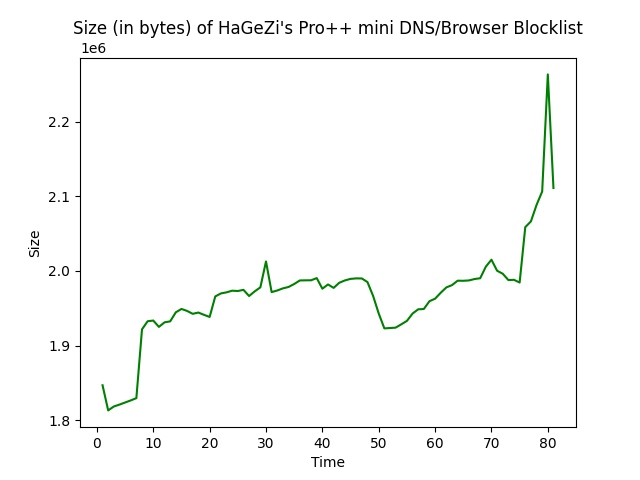 Size (in bytes) of HaGeZi's Pro++ mini DNS/Browser Blocklist
1e6
2.2
2.1
2.0
1.9
1.8
Size
0 10 20 30 40 50 60 70 80
Time